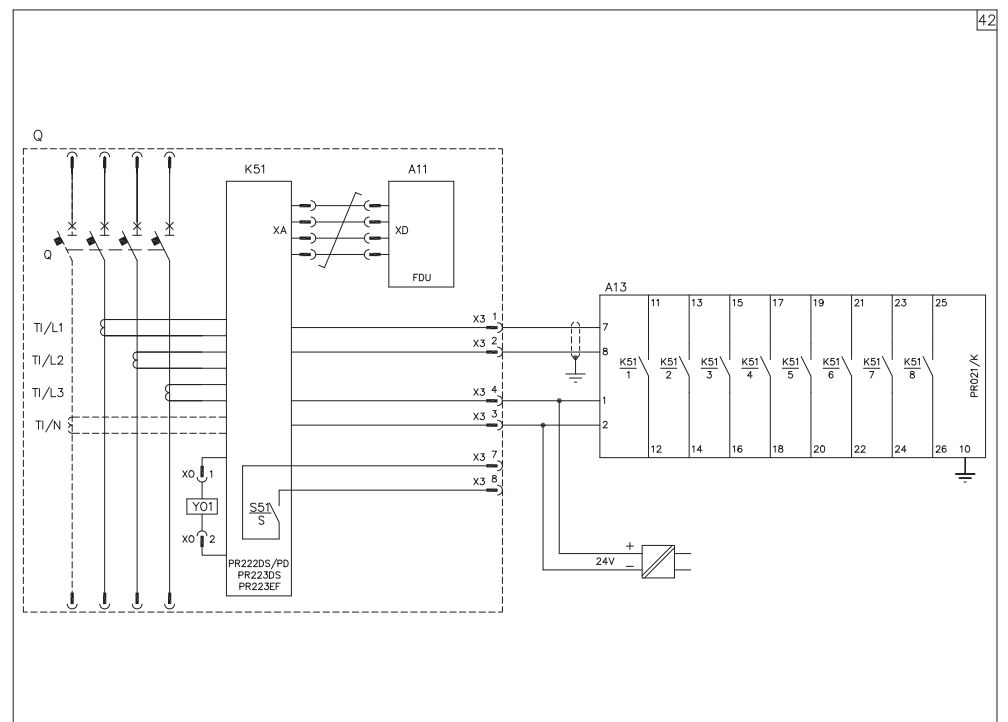 42
Q
K51
A11
XA
XD
FDU
Q
A13
11 13 15 17 19 21 23 25
TI/L1
X3 1
7
TI/L2
X3 2
8
K51 K51 K51 K51 K51 K51 K51 K51
1 2 3 4 5 6 7 8
PR021/K
TI/L3
X3 4
1
TI/N
X3 3
2
12 14 16 18 20 22 24 26 10
X3 7
X0 1
X3 8
Y01
S51
S
X0 2
+
24V
–
PR222DS/PD
PR223DS
PR223EF